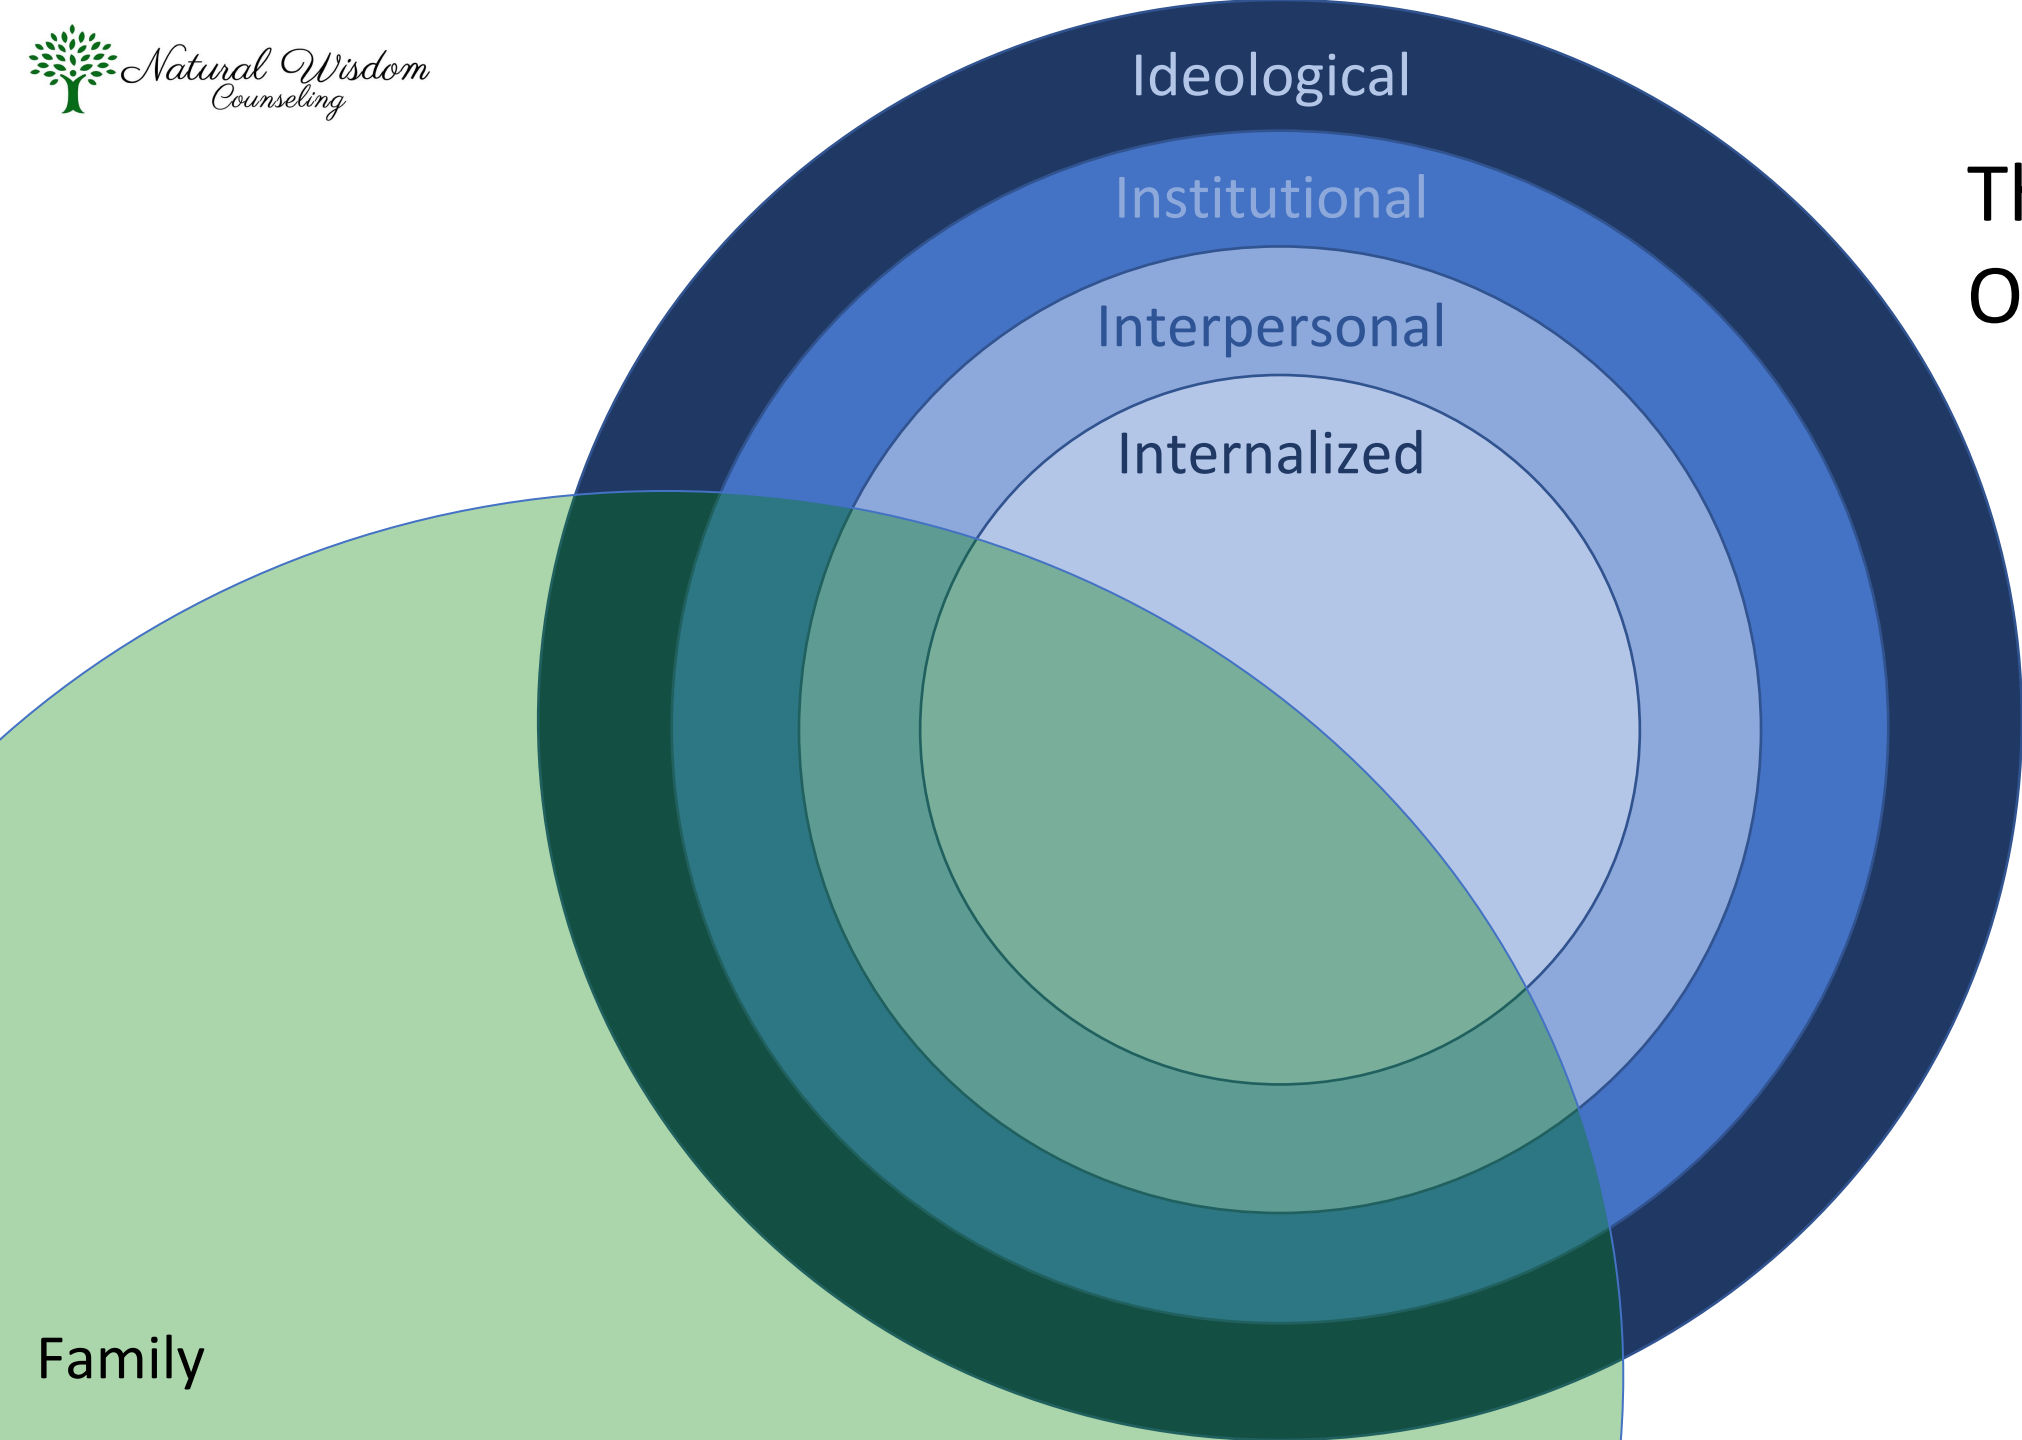 Natural Wisdom
Counseling
Ideological
Institutional
Interpersonal
Internalized
Family